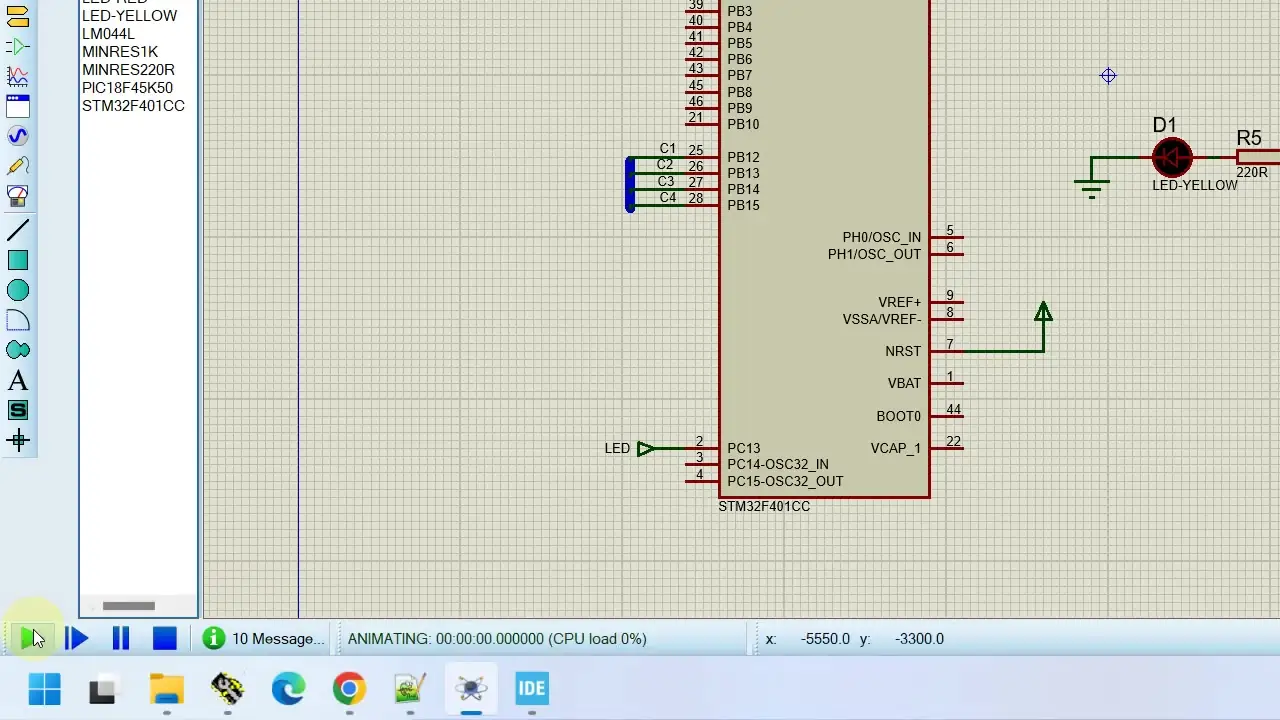 LED-RED
LED-YELLOW
LM044L
MINRES1K
MINRES220R
PIC18F45K50
STM32F401CC
39 PB3
40 PB4
41 PB5
42 PB6
43 PB7
45 PB8
46 PB9
21 PB10
C1 25 PB12
C2 26 PB13
C3 27 PB14
C4 28 PB15
PH0/OSC_IN 5
PH1/OSC_OUT 6
VREF+ 9
VSSA/VREF- 8
NRST 7
VBAT 1
BOOT0 44
VCAP_1 22
LED 2 PC13
3 PC14-OSC32_IN
4 PC15-OSC32_OUT
STM32F401CC
D1
LED-YELLOW
R5
220R
A
S
10 Message...
ANIMATING: 00:00:00.000000 (CPU load 0%)
x: -5550.0 y: -3300.0
IDE